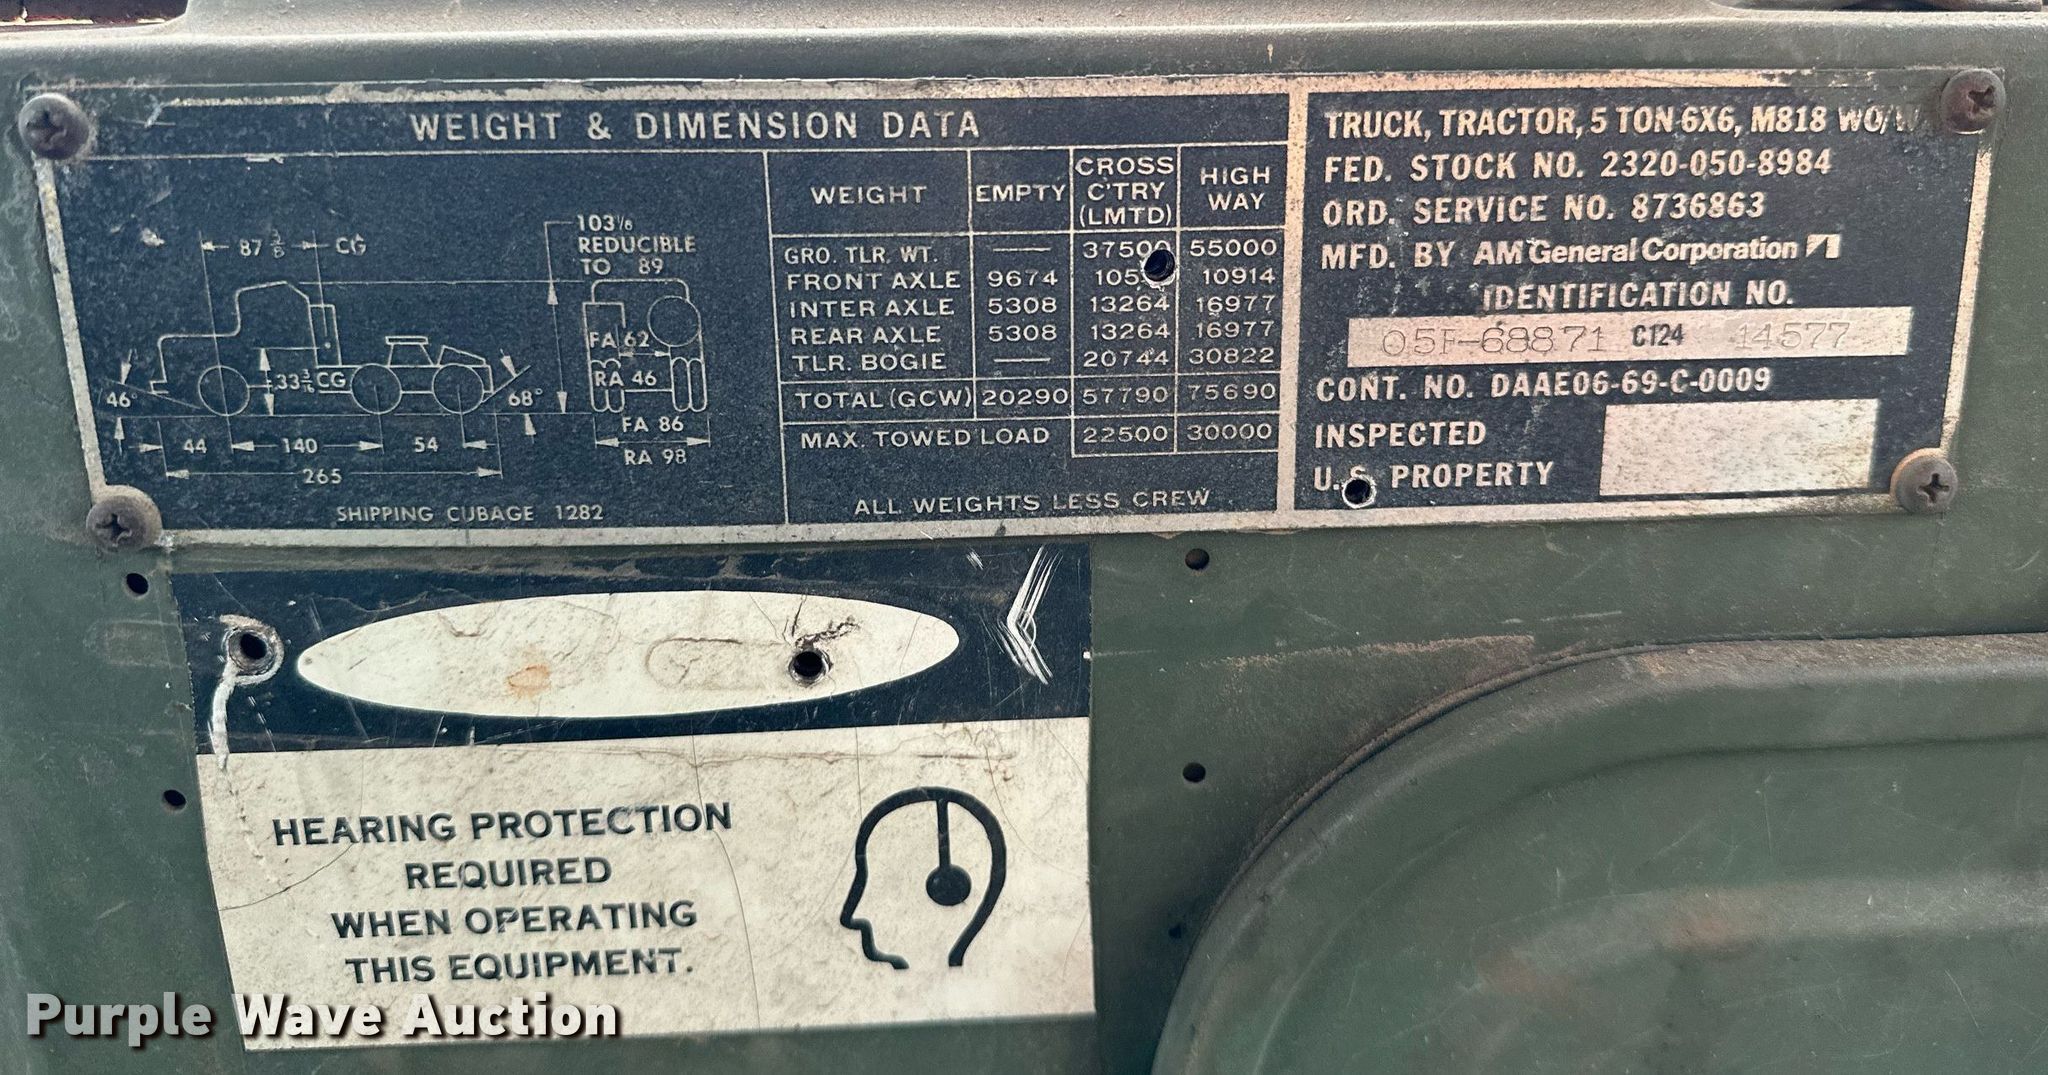 WEIGHT & DIMENSION DATA
87 3/8 CG
103 1/8
REDUCIBLE
TO 89
33 3/16 CG
46°
68°
44 140 54
265
FA 62
RA 46
FA 86
RA 98
SHIPPING CUBAGE 1282
WEIGHT EMPTY CROSS C'TRY (LMTD) HIGH WAY
GRO. TLR. WT. — 37500 55000
FRONT AXLE 9674 10914
INTER AXLE 5308 13264 16977
REAR AXLE 5308 13264 16977
TLR. BOGIE — 20744 30822
TOTAL (GCW) 20290 57790 75690
MAX. TOWED LOAD 22500 30000
ALL WEIGHTS LESS CREW
TRUCK, TRACTOR, 5 TON 6X6, M818
FED. STOCK NO. 2320-050-8984
ORD. SERVICE NO. 8736863
MFD. BY AM General Corporation
IDENTIFICATION NO.
05F-68871 C124 14577
CONT. NO. DAAE06-69-C-0009
INSPECTED
U.S. PROPERTY
HEARING PROTECTION
REQUIRED
WHEN OPERATING
THIS EQUIPMENT.
Purple Wave Auction